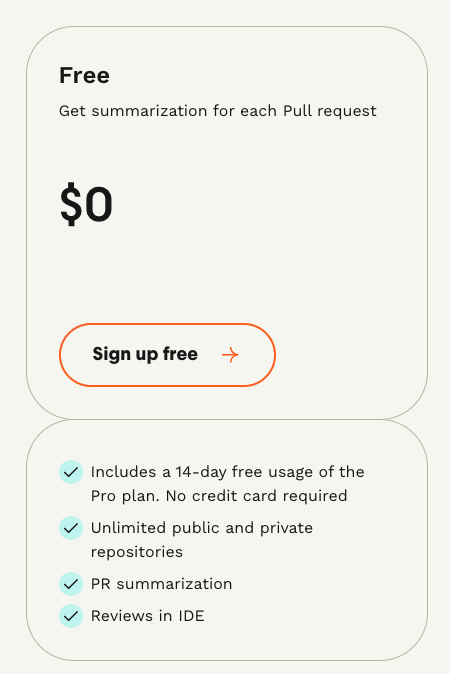 Free
Get summarization for each Pull request
$0
Sign up free
Includes a 14-day free usage of the
Pro plan. No credit card required
Unlimited public and private
repositories
PR summarization
Reviews in IDE